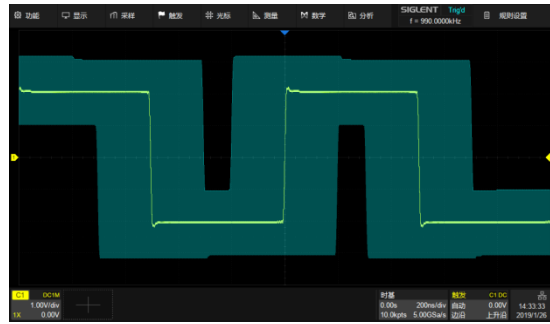 功能 显示 采样 触发 光标 测量 数学 分析 SIGLENT Trig'd 规则设置
f = 990.0000kHz
C1 DC1M
1.00V/div
1X 0.00V
时基 触发 C1 DC
0.00s 200ns/div 自动 0.00V
10.0kpts 5.00GSa/s 边沿 上升沿
14:33:33
2019/1/26